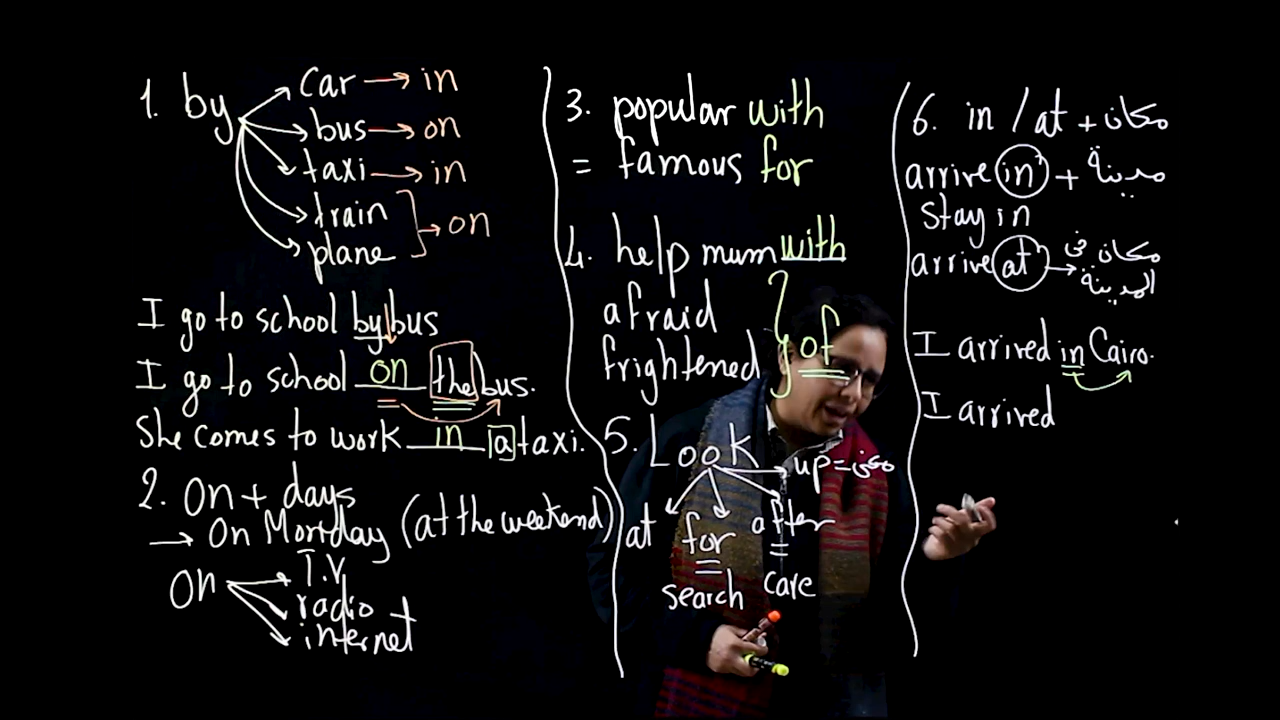 1. by
car → in
bus → on
taxi → in
train
plane
→ on
I go to school by bus
I go to school on the bus.
She comes to work in a taxi.
2. On + days
→ On Monday (at the weekend)
On
T.V
radio
internet
3. popular with
= famous for
4. help mum with
afraid
frightened
of
5. Look
up =
at
for
after
search
care
6. in / at + مكان
arrive in + مدينة
stay in
arrive at → مكان فى
المدينة
I arrived in Cairo.
I arrived